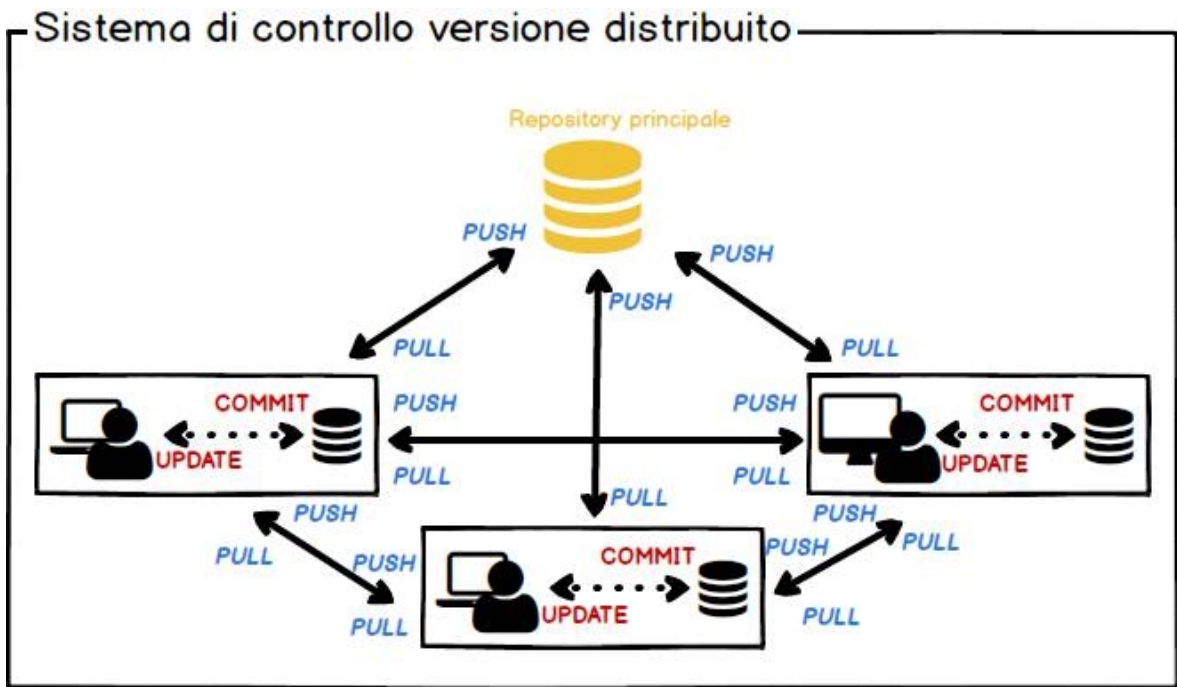 Sistema di controllo versione distribuito
Repository principale
PUSH
PUSH
PUSH
PULL
PULL
COMMIT
UPDATE
PUSH
PULL
PUSH
PULL
COMMIT
UPDATE
PULL
PUSH
PULL
PUSH
PULL
COMMIT
UPDATE
PUSH
PULL
PUSH
PULL